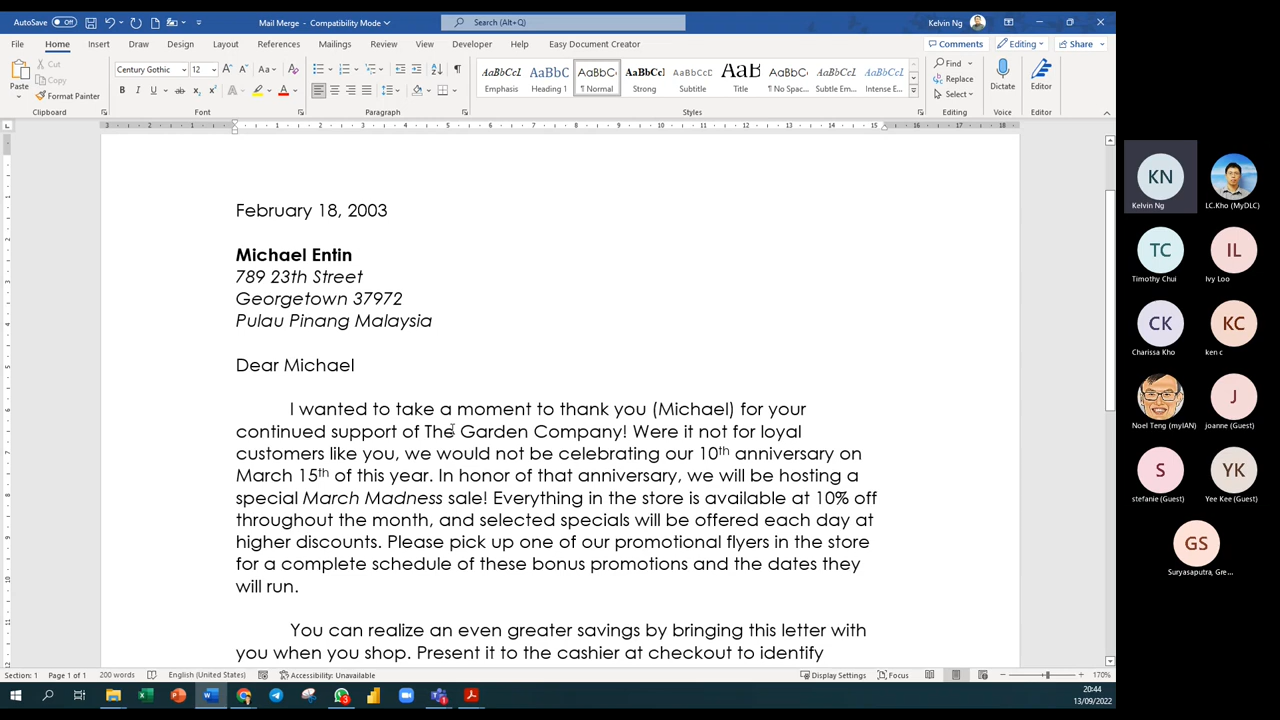 AutoSave Off
Mail Merge - Compatibility Mode
Search (Alt+Q)
Kelvin Ng
File Home Insert Draw Design Layout References Mailings Review View Developer Help Easy Document Creator
Comments Editing Share
Paste
Cut
Copy
Format Painter
Clipboard
Century Gothic 12
Font
Paragraph
AaBbCcl AaBbC AaBbC AaBbCc AaBbCcD AaB AaBbC AaBbCcL AaBbCcL
Emphasis Heading 1 ¶ Normal Strong Subtitle Title ¶ No Spac... Subtle Em... Intense E...
Styles
Find
Replace
Select
Editing
Dictate
Voice
Editor
Editor
February 18, 2003
Michael Entin
789 23th Street
Georgetown 37972
Pulau Pinang Malaysia
Dear Michael
I wanted to take a moment to thank you (Michael) for your
continued support of The Garden Company! Were it not for loyal
customers like you, we would not be celebrating our 10th anniversary on
March 15th of this year. In honor of that anniversary, we will be hosting a
special March Madness sale! Everything in the store is available at 10% off
throughout the month, and selected specials will be offered each day at
higher discounts. Please pick up one of our promotional flyers in the store
for a complete schedule of these bonus promotions and the dates they
will run.
You can realize an even greater savings by bringing this letter with
you when you shop. Present it to the cashier at checkout to identify
Section: 1 Page 1 of 1 200 words English (United States) Accessibility: Unavailable
Display Settings Focus 170%
20:44
13/09/2022
KN
Kelvin Ng
LC.Kho (MyDLC)
TC
Timothy Chui
IL
Ivy Loo
CK
Charissa Kho
KC
ken c
Noel Teng (myIAN)
J
joanne (Guest)
S
stefanie (Guest)
YK
Yee Kee (Guest)
GS
Suryasaputra, Gre...